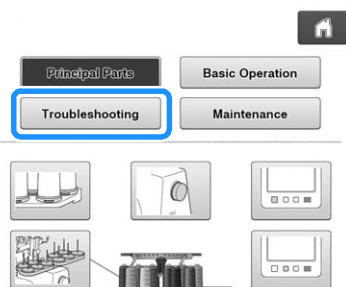 Principal Parts
Basic Operation
Troubleshooting
Maintenance